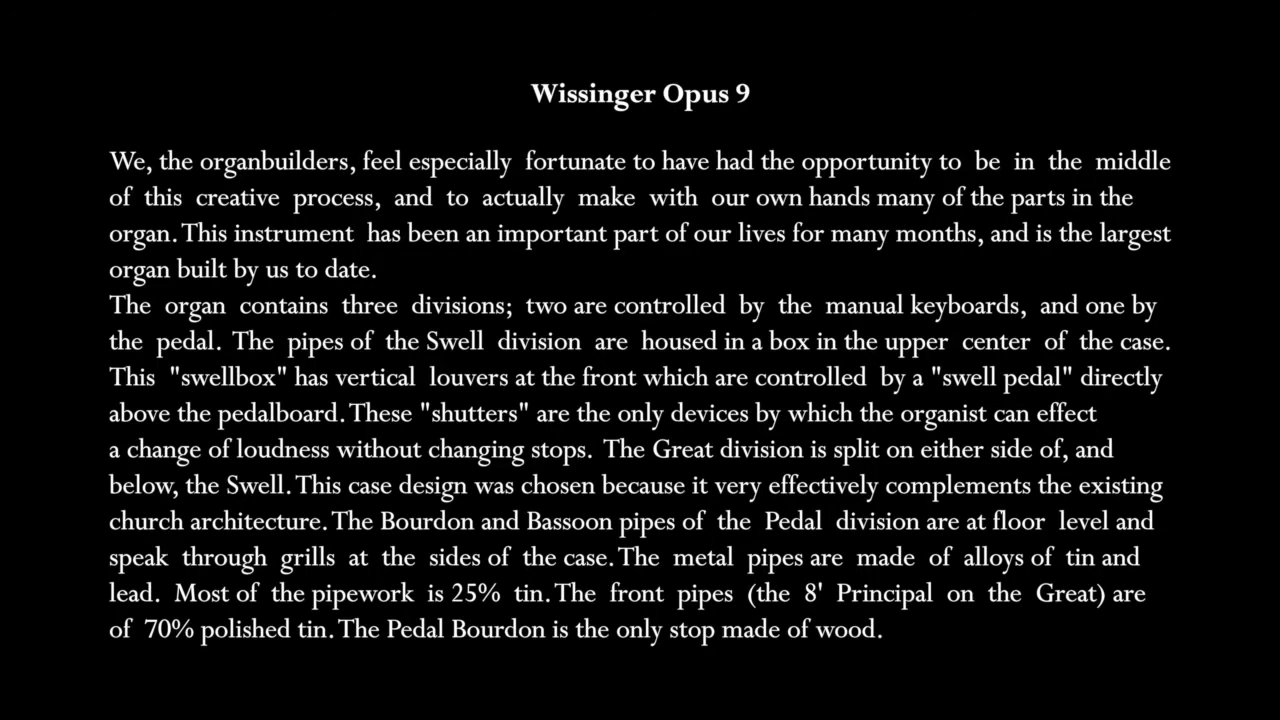 Wissinger Opus 9
We, the organbuilders, feel especially fortunate to have had the opportunity to be in the middle
of this creative process, and to actually make with our own hands many of the parts in the
organ. This instrument has been an important part of our lives for many months, and is the largest
organ built by us to date.
The organ contains three divisions; two are controlled by the manual keyboards, and one by
the pedal. The pipes of the Swell division are housed in a box in the upper center of the case.
This "swellbox" has vertical louvers at the front which are controlled by a "swell pedal" directly
above the pedalboard. These "shutters" are the only devices by which the organist can effect
a change of loudness without changing stops. The Great division is split on either side of, and
below, the Swell. This case design was chosen because it very effectively complements the existing
church architecture. The Bourdon and Bassoon pipes of the Pedal division are at floor level and
speak through grills at the sides of the case. The metal pipes are made of alloys of tin and
lead. Most of the pipework is 25% tin. The front pipes (the 8' Principal on the Great) are
of 70% polished tin. The Pedal Bourdon is the only stop made of wood.